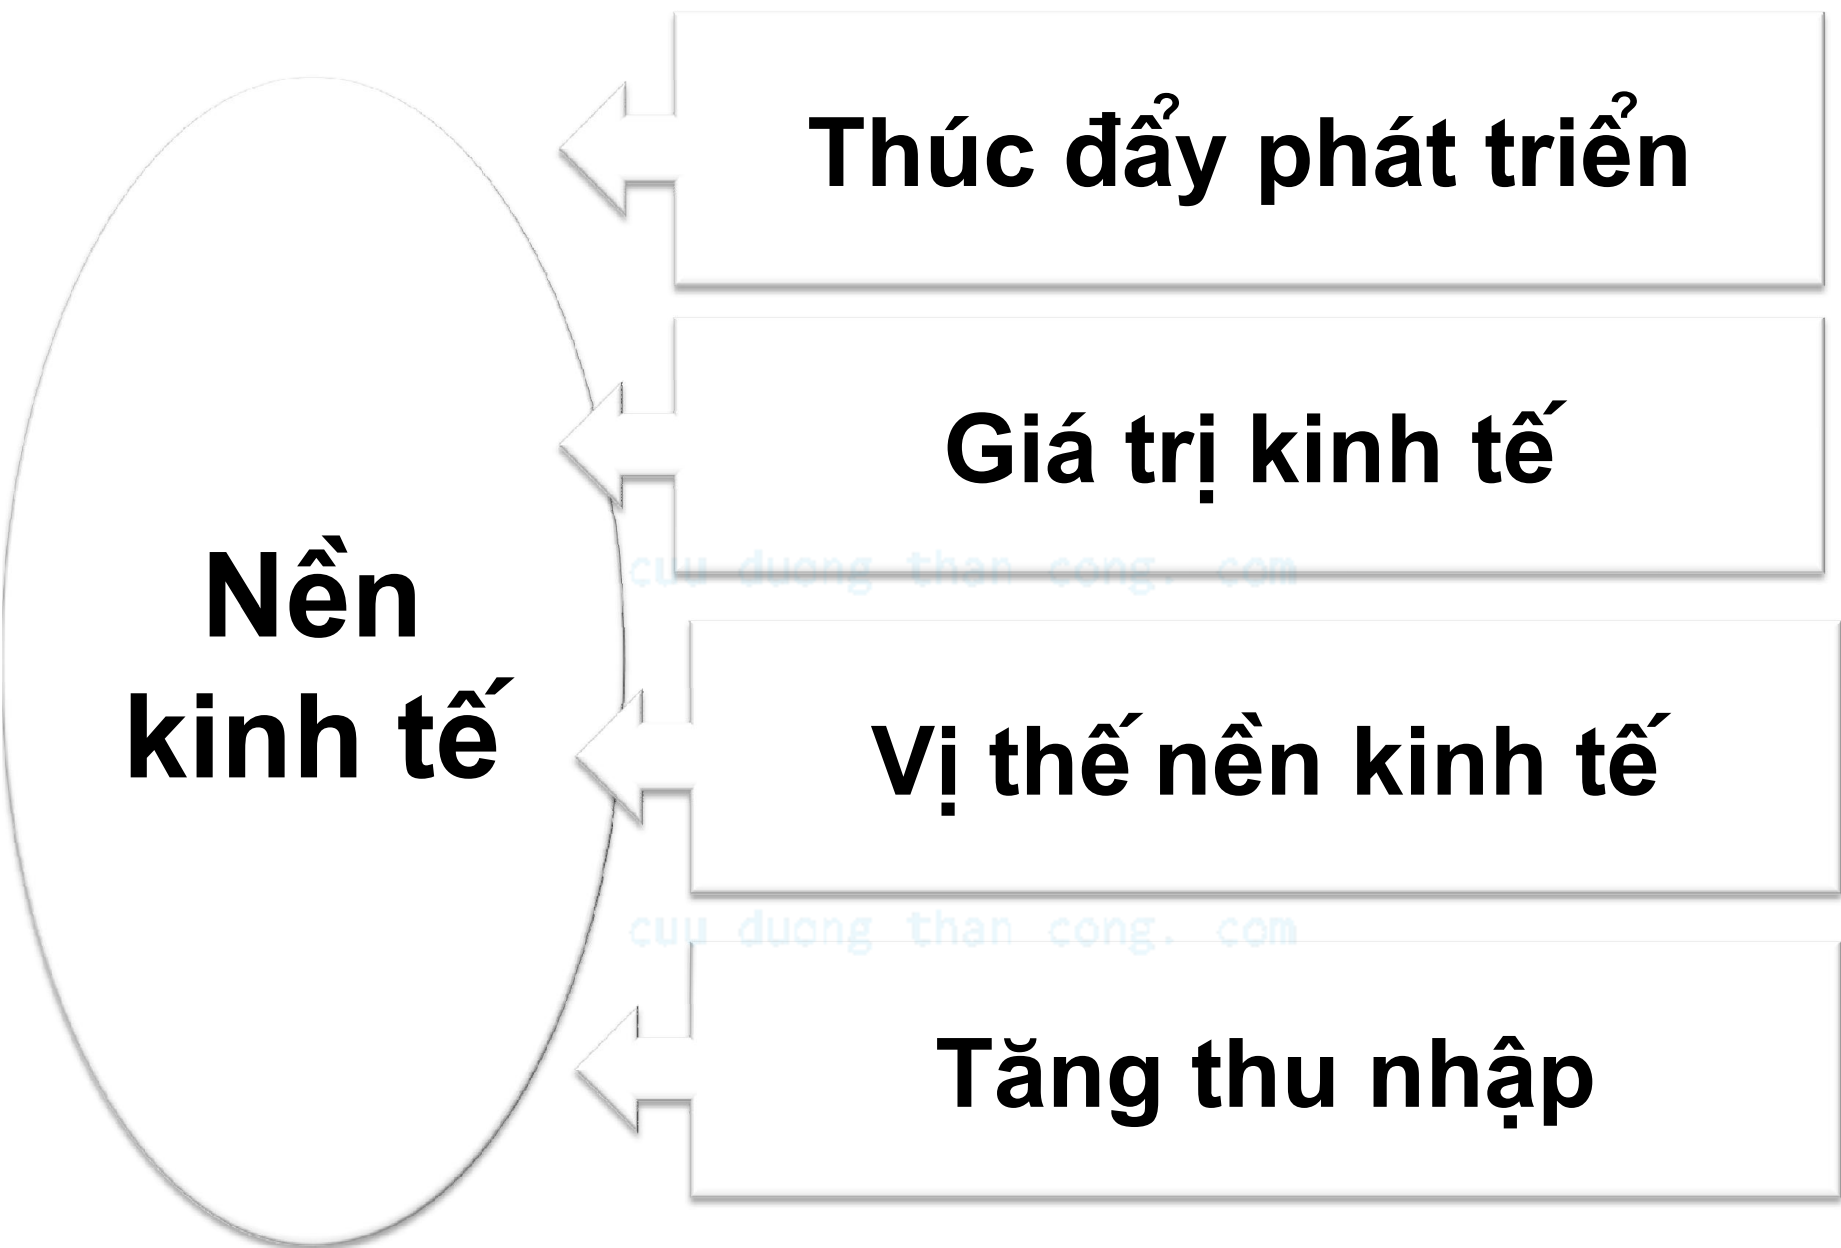 Thúc đẩy phát triển
Giá trị kinh tế
cuu duong than cong. com
Nền
kinh tế
Vị thế nền kinh tế
cuu duong than cong. com
Tăng thu nhập